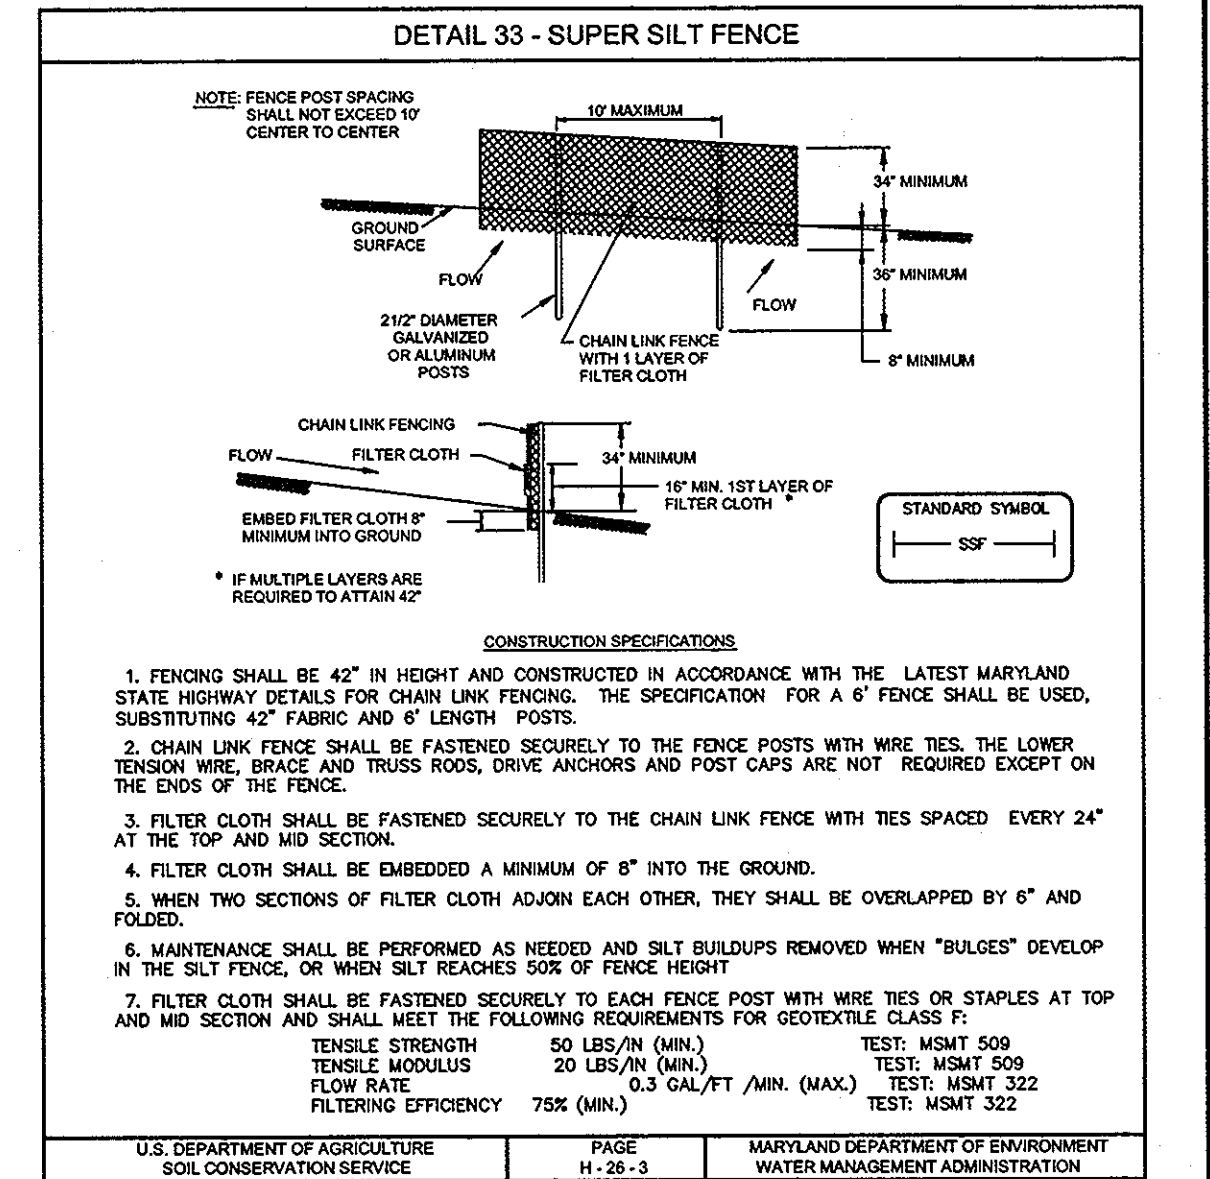 DETAIL 33 - SUPER SILT FENCE
NOTE: FENCE POST SPACING
SHALL NOT EXCEED 10'
CENTER TO CENTER
10' MAXIMUM
34" MINIMUM
GROUND
SURFACE
FLOW
36" MINIMUM
FLOW
21/2" DIAMETER
GALVANIZED
OR ALUMINUM
POSTS
CHAIN LINK FENCE
WITH 1 LAYER OF
FILTER CLOTH
8" MINIMUM
CHAIN LINK FENCING
FLOW
FILTER CLOTH
34" MINIMUM
16" MIN. 1ST LAYER OF
FILTER CLOTH *
EMBED FILTER CLOTH 8"
MINIMUM INTO GROUND
* IF MULTIPLE LAYERS ARE
REQUIRED TO ATTAIN 42"
STANDARD SYMBOL
SSF
CONSTRUCTION SPECIFICATIONS
1. FENCING SHALL BE 42" IN HEIGHT AND CONSTRUCTED IN ACCORDANCE WITH THE LATEST MARYLAND
STATE HIGHWAY DETAILS FOR CHAIN LINK FENCING. THE SPECIFICATION FOR A 6' FENCE SHALL BE USED,
SUBSTITUTING 42" FABRIC AND 6' LENGTH POSTS.
2. CHAIN LINK FENCE SHALL BE FASTENED SECURELY TO THE FENCE POSTS WITH WIRE TIES. THE LOWER
TENSION WIRE, BRACE AND TRUSS RODS, DRIVE ANCHORS AND POST CAPS ARE NOT REQUIRED EXCEPT ON
THE ENDS OF THE FENCE.
3. FILTER CLOTH SHALL BE FASTENED SECURELY TO THE CHAIN LINK FENCE WITH TIES SPACED EVERY 24"
AT THE TOP AND MID SECTION.
4. FILTER CLOTH SHALL BE EMBEDDED A MINIMUM OF 8" INTO THE GROUND.
5. WHEN TWO SECTIONS OF FILTER CLOTH ADJOIN EACH OTHER, THEY SHALL BE OVERLAPPED BY 6" AND
FOLDED.
6. MAINTENANCE SHALL BE PERFORMED AS NEEDED AND SILT BUILDUPS REMOVED WHEN "BULGES" DEVELOP
IN THE SILT FENCE, OR WHEN SILT REACHES 50% OF FENCE HEIGHT
7. FILTER CLOTH SHALL BE FASTENED SECURELY TO EACH FENCE POST WITH WIRE TIES OR STAPLES AT TOP
AND MID SECTION AND SHALL MEET THE FOLLOWING REQUIREMENTS FOR GEOTEXTILE CLASS F:
TENSILE STRENGTH 50 LBS/IN (MIN.) TEST: MSMT 509
TENSILE MODULUS 20 LBS/IN (MIN.) TEST: MSMT 509
FLOW RATE 0.3 GAL/FT /MIN. (MAX.) TEST: MSMT 322
FILTERING EFFICIENCY 75% (MIN.) TEST: MSMT 322
U.S. DEPARTMENT OF AGRICULTURE
SOIL CONSERVATION SERVICE
PAGE
H - 26 - 3
MARYLAND DEPARTMENT OF ENVIRONMENT
WATER MANAGEMENT ADMINISTRATION